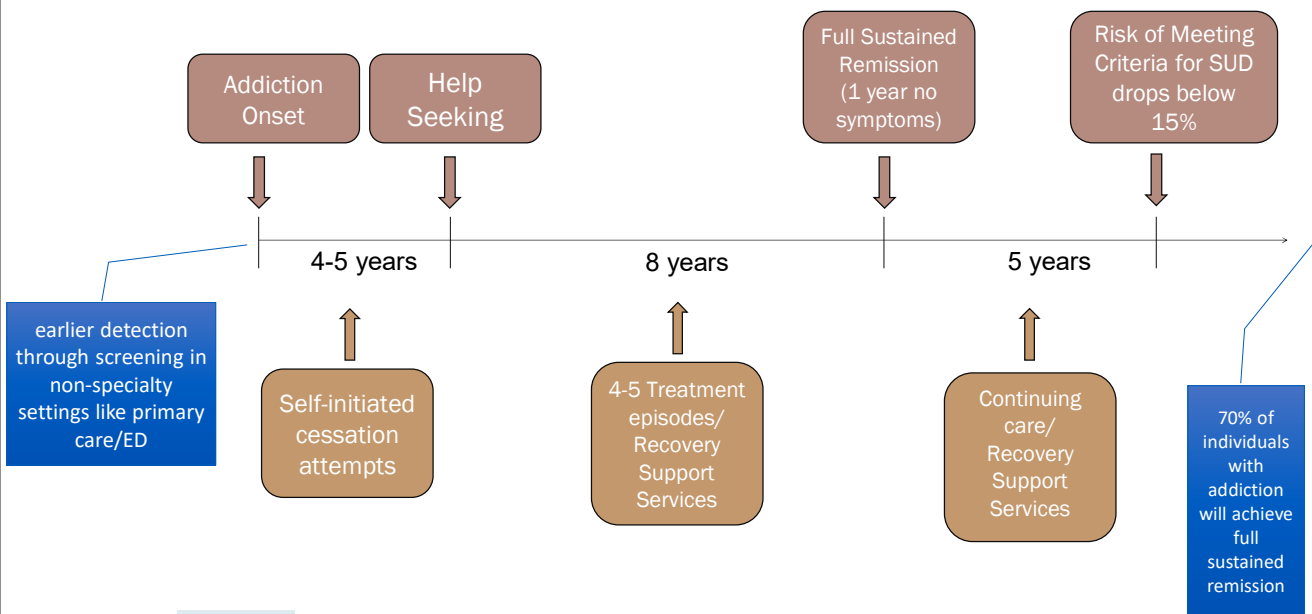 Addiction
Onset
Help
Seeking
Full Sustained
Remission
(1 year no
symptoms)
Risk of Meeting
Criteria for SUD
drops below
15%
4-5 years
8 years
5 years
earlier detection
through screening in
non-specialty
settings like primary
care/ED
Self-initiated
cessation
attempts
4-5 Treatment
episodes/
Recovery
Support
Services
Continuing
care/
Recovery
Support
Services
70% of
individuals
with
addiction
will achieve
full
sustained
remission